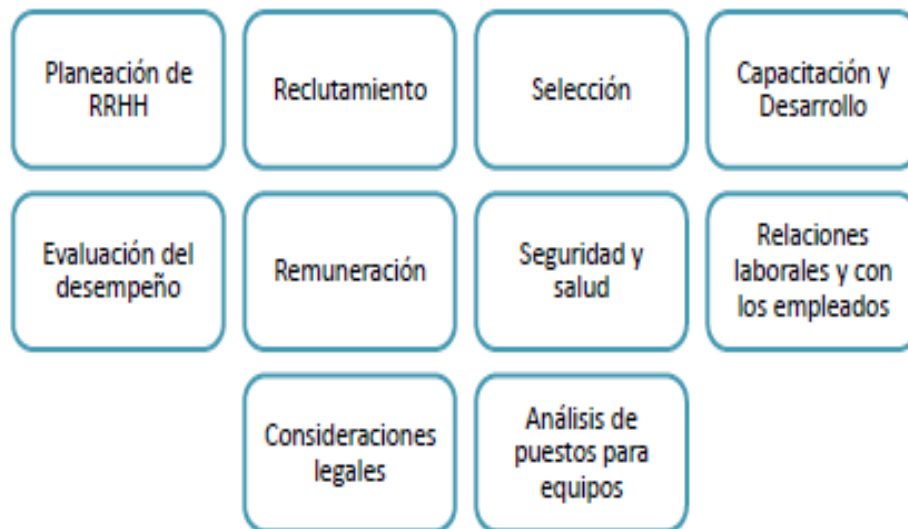 Planeación de
RRHH
Reclutamiento
Selección
Capacitación y
Desarrollo
Evaluación del
desempeño
Remuneración
Seguridad y
salud
Relaciones
laborales y con
los empleados
Consideraciones
legales
Análisis de
puestos para
equipos